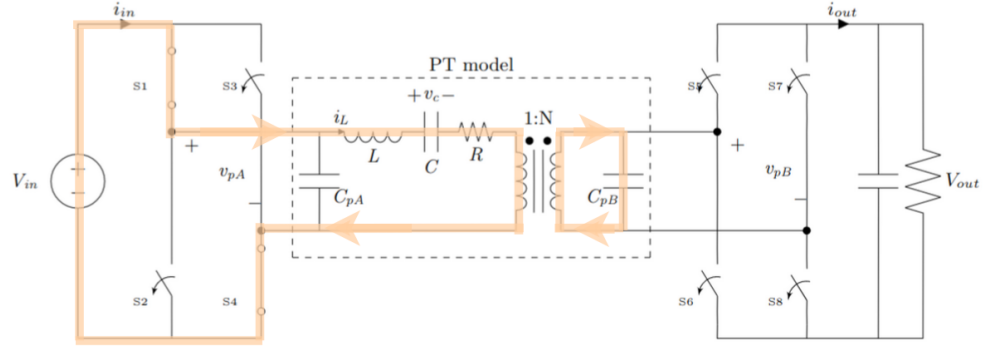 i_in
i_out
PT model
S1
S3
+v_c−
S5
S7
i_L
1:N
+
L
C
R
+
V_in
v_pA
C_pA
C_pB
v_pB
V_out
S2
S4
S6
S8